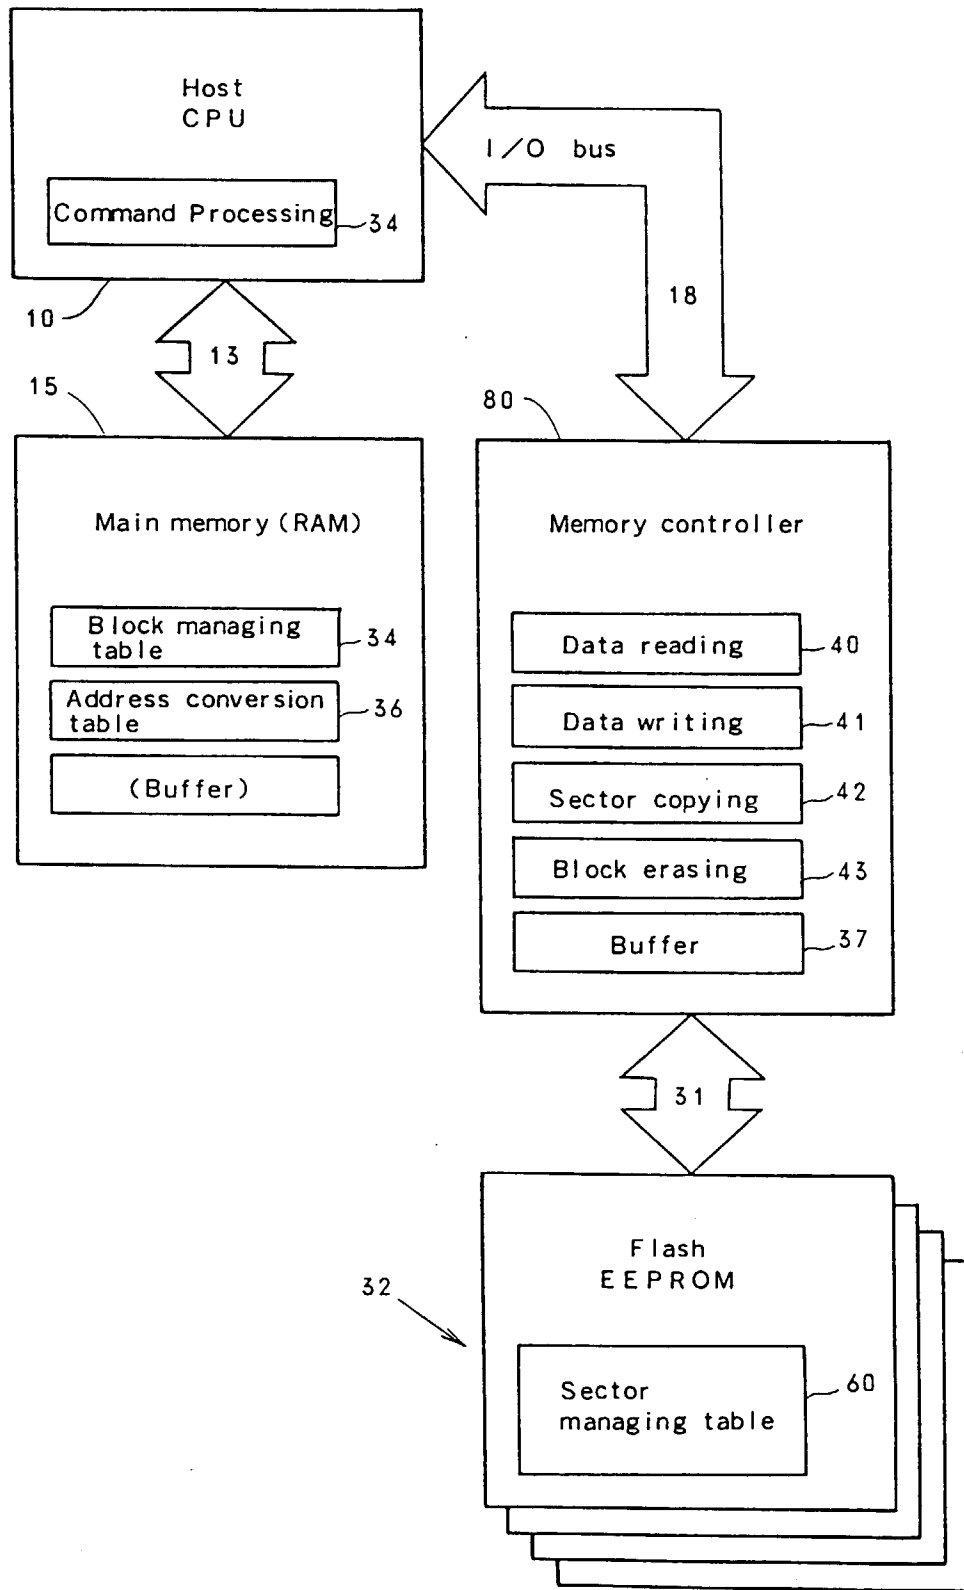 Host
CPU
Command Processing
34
10
I/O bus
18
13
15
Main memory (RAM)
Block managing
table
34
Address conversion
table
36
(Buffer)
80
Memory controller
Data reading
40
Data writing
41
Sector copying
42
Block erasing
43
Buffer
37
31
32
Flash
EEPROM
Sector
managing table
60